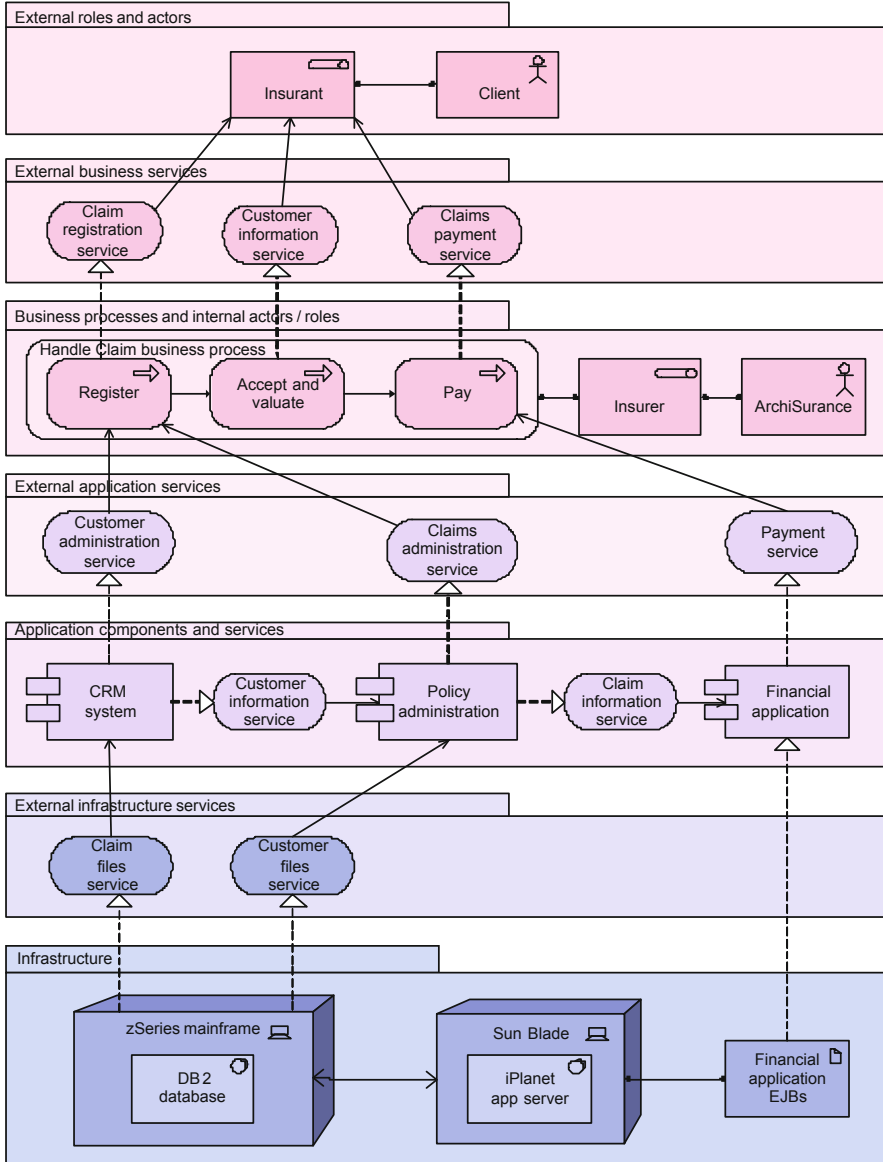 External roles and actors
Insurant
Client
External business services
Claim
registration
service
Customer
information
service
Claims
payment
service
Business processes and internal actors / roles
Handle Claim business process
Register
Accept and
valuate
Pay
Insurer
ArchiSurance
External application services
Customer
administration
service
Claims
administration
service
Payment
service
Application components and services
CRM
system
Customer
information
service
Policy
administration
Claim
information
service
Financial
application
External infrastructure services
Claim
files
service
Customer
files
service
Infrastructure
zSeries mainframe
DB2
database
Sun Blade
iPlanet
app server
Financial
application
EJBs